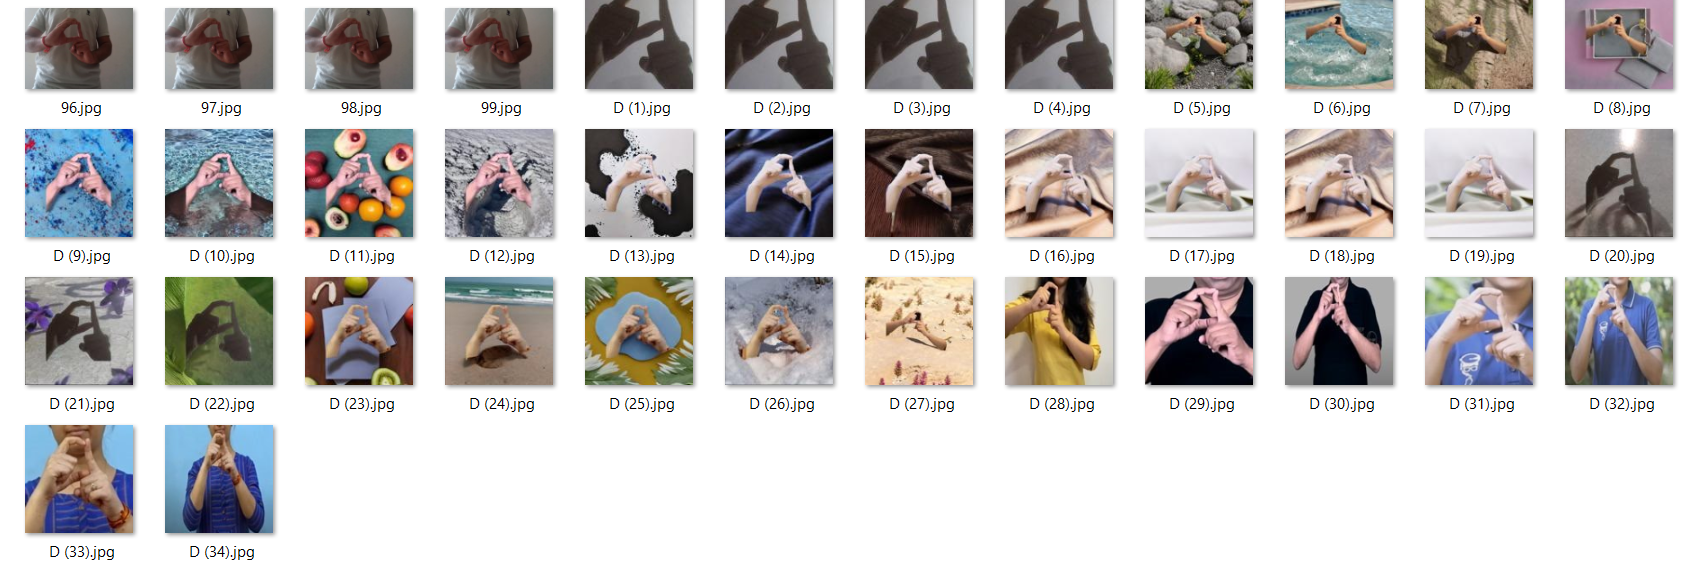 96.jpg 97.jpg 98.jpg 99.jpg D (1).jpg D (2).jpg D (3).jpg D (4).jpg D (5).jpg D (6).jpg D (7).jpg D (8).jpg
D (9).jpg D (10).jpg D (11).jpg D (12).jpg D (13).jpg D (14).jpg D (15).jpg D (16).jpg D (17).jpg D (18).jpg D (19).jpg D (20).jpg
D (21).jpg D (22).jpg D (23).jpg D (24).jpg D (25).jpg D (26).jpg D (27).jpg D (28).jpg D (29).jpg D (30).jpg D (31).jpg D (32).jpg
D (33).jpg D (34).jpg